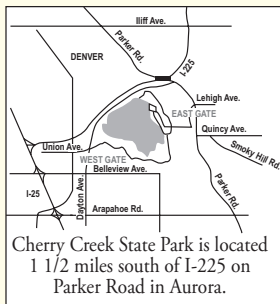 Iliff Ave.
Parker Rd.
I-225
DENVER
Lehigh Ave.
EAST GATE
Quincy Ave.
Smoky Hill Rd.
Union Ave.
WEST GATE
Belleview Ave.
I-25
Dayton Ave.
Parker Rd.
Arapahoe Rd.
Cherry Creek State Park is located
1 1/2 miles south of I-225 on
Parker Road in Aurora.